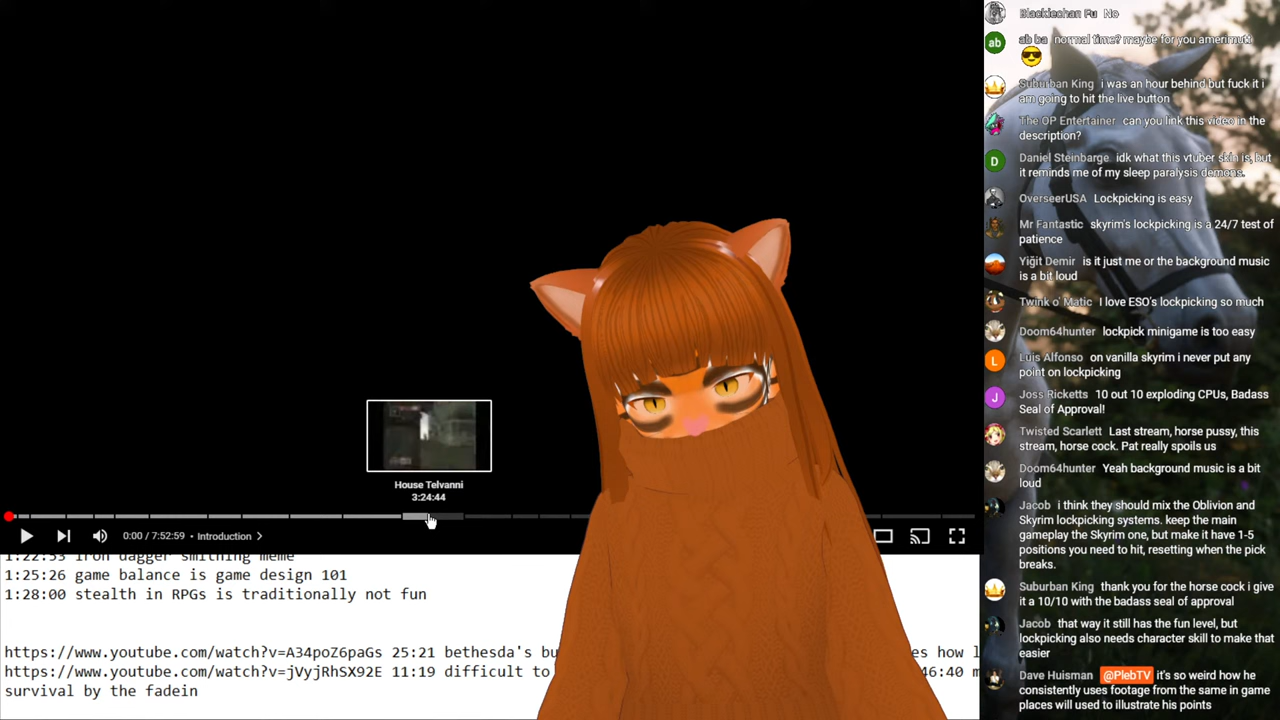 House Telvanni
3:24:44
0:00 / 7:52:59 • Introduction
1:22:53 iron dagger smithing meme
1:25:26 game balance is game design 101
1:28:00 stealth in RPGs is traditionally not fun
https://www.youtube.com/watch?v=A34poZ6paGs 25:21 bethesda's bu
es how l
https://www.youtube.com/watch?v=jVyjRhSX92E 11:19 difficult to
46:40 m
survival by the fadein
Blackiechan Fu No
ab
ab ba normal time? maybe for you amerimutt
Suburban King i was an hour behind but fuck it i
am going to hit the live button
The OP Entertainer can you link this video in the
description?
D
Daniel Steinbarge idk what this vtuber skin is, but
it reminds me of my sleep paralysis demons.
OverseerUSA Lockpicking is easy
Mr Fantastic skyrim's lockpicking is a 24/7 test of
patience
Yiğit Demir is it just me or the background music
is a bit loud
Twink o' Matic I love ESO's lockpicking so much
Doom64hunter lockpick minigame is too easy
L
Luis Alfonso on vanilla skyrim i never put any
point on lockpicking
J
Joss Ricketts 10 out 10 exploding CPUs, Badass
Seal of Approval!
Twisted Scarlett Last stream, horse pussy, this
stream, horse cock. Pat really spoils us
Doom64hunter Yeah background music is a bit
loud
Jacob i think they should mix the Oblivion and
Skyrim lockpicking systems. keep the main
gameplay the Skyrim one, but make it have 1-5
positions you need to hit, resetting when the pick
breaks.
Suburban King thank you for the horse cock i give
it a 10/10 with the badass seal of approval
Jacob that way it still has the fun level, but
lockpicking also needs character skill to make that
easier
Dave Huisman @PlebTV it's so weird how he
consistently uses footage from the same in game
places will used to illustrate his points